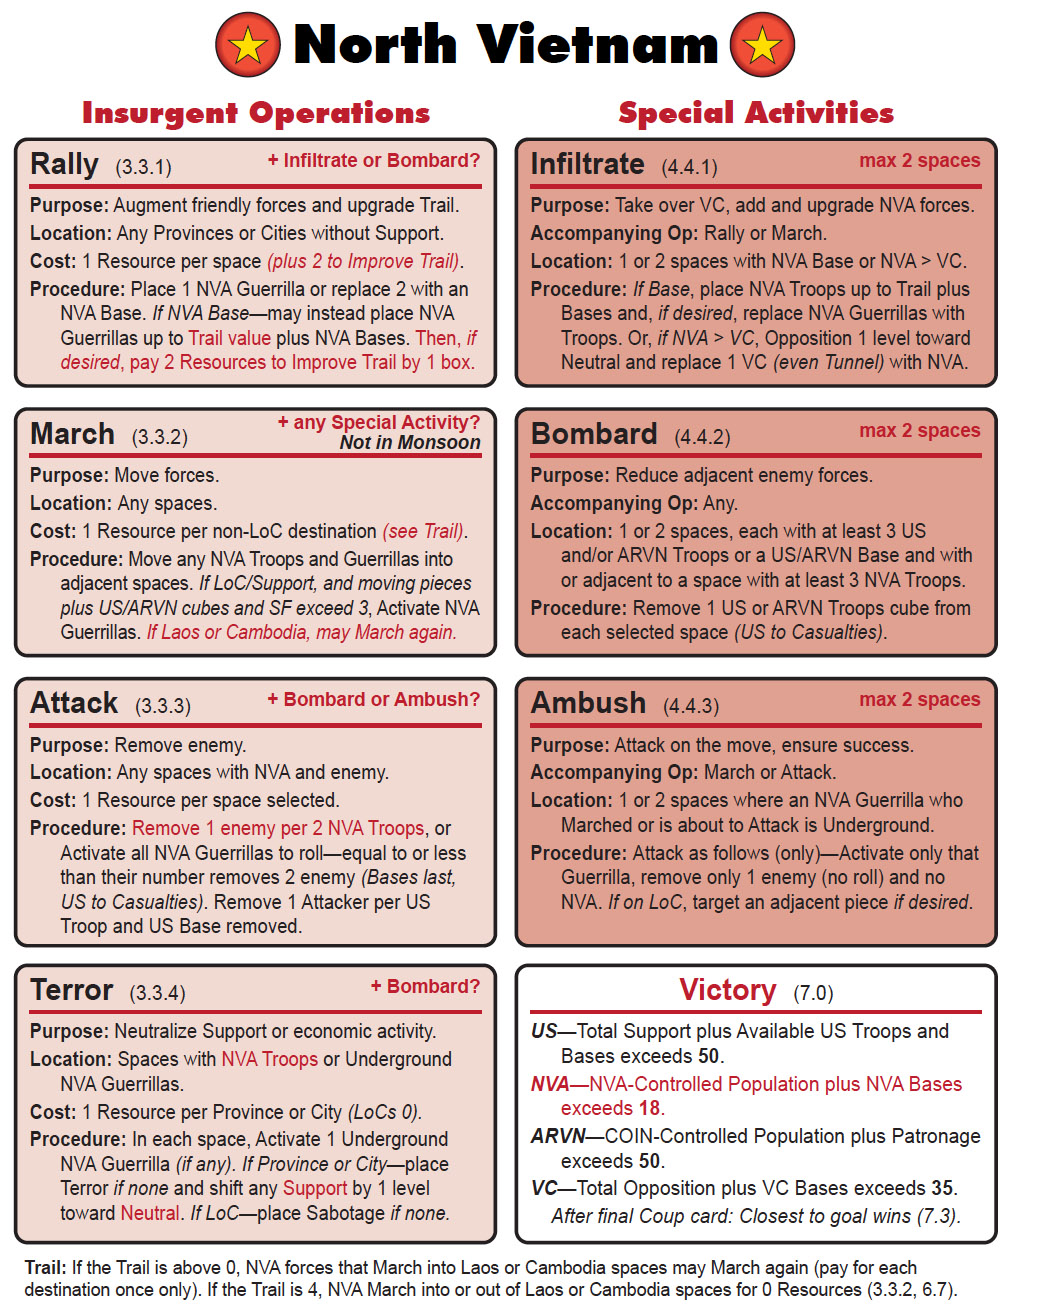 North Vietnam
Insurgent Operations
Rally (3.3.1) + Infiltrate or Bombard?
Purpose: Augment friendly forces and upgrade Trail.
Location: Any Provinces or Cities without Support.
Cost: 1 Resource per space (plus 2 to Improve Trail).
Procedure: Place 1 NVA Guerrilla or replace 2 with an
NVA Base. If NVA Base—may instead place NVA
Guerrillas up to Trail value plus NVA Bases. Then, if
desired, pay 2 Resources to Improve Trail by 1 box.
March (3.3.2) + any Special Activity?
Not in Monsoon
Purpose: Move forces.
Location: Any spaces.
Cost: 1 Resource per non-LoC destination (see Trail).
Procedure: Move any NVA Troops and Guerrillas into
adjacent spaces. If LoC/Support, and moving pieces
plus US/ARVN cubes and SF exceed 3, Activate NVA
Guerrillas. If Laos or Cambodia, may March again.
Attack (3.3.3) + Bombard or Ambush?
Purpose: Remove enemy.
Location: Any spaces with NVA and enemy.
Cost: 1 Resource per space selected.
Procedure: Remove 1 enemy per 2 NVA Troops, or
Activate all NVA Guerrillas to roll—equal to or less
than their number removes 2 enemy (Bases last,
US to Casualties). Remove 1 Attacker per US
Troop and US Base removed.
Terror (3.3.4) + Bombard?
Purpose: Neutralize Support or economic activity.
Location: Spaces with NVA Troops or Underground
NVA Guerrillas.
Cost: 1 Resource per Province or City (LoCs 0).
Procedure: In each space, Activate 1 Underground
NVA Guerrilla (if any). If Province or City—place
Terror if none and shift any Support by 1 level
toward Neutral. If LoC—place Sabotage if none.
Special Activities
Infiltrate (4.4.1) max 2 spaces
Purpose: Take over VC, add and upgrade NVA forces.
Accompanying Op: Rally or March.
Location: 1 or 2 spaces with NVA Base or NVA > VC.
Procedure: If Base, place NVA Troops up to Trail plus
Bases and, if desired, replace NVA Guerrillas with
Troops. Or, if NVA > VC, Opposition 1 level toward
Neutral and replace 1 VC (even Tunnel) with NVA.
Bombard (4.4.2) max 2 spaces
Purpose: Reduce adjacent enemy forces.
Accompanying Op: Any.
Location: 1 or 2 spaces, each with at least 3 US
and/or ARVN Troops or a US/ARVN Base and with
or adjacent to a space with at least 3 NVA Troops.
Procedure: Remove 1 US or ARVN Troops cube from
each selected space (US to Casualties).
Ambush (4.4.3) max 2 spaces
Purpose: Attack on the move, ensure success.
Accompanying Op: March or Attack.
Location: 1 or 2 spaces where an NVA Guerrilla who
Marched or is about to Attack is Underground.
Procedure: Attack as follows (only)—Activate only that
Guerrilla, remove only 1 enemy (no roll) and no
NVA. If on LoC, target an adjacent piece if desired.
Victory (7.0)
US—Total Support plus Available US Troops and
Bases exceeds 50.
NVA—NVA-Controlled Population plus NVA Bases
exceeds 18.
ARVN—COIN-Controlled Population plus Patronage
exceeds 50.
VC—Total Opposition plus VC Bases exceeds 35.
After final Coup card: Closest to goal wins (7.3).
Trail: If the Trail is above 0, NVA forces that March into Laos or Cambodia spaces may March again (pay for each
destination once only). If the Trail is 4, NVA March into or out of Laos or Cambodia spaces for 0 Resources (3.3.2, 6.7).